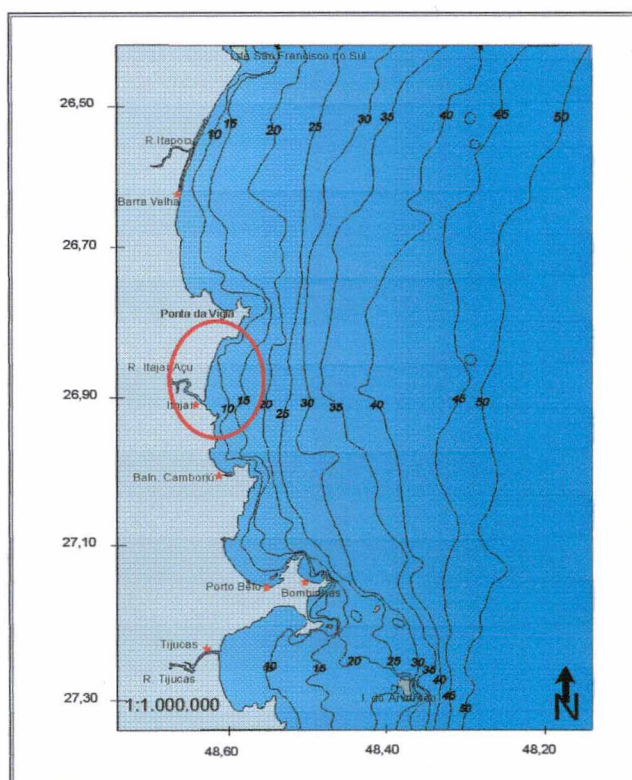 I. de São Francisco no Sul
26,50
10 15 20 25 30 35 40 45 50
R. Itapocu
Barra Velha
26,70
Ponta da Vigia
R. Itajaí Açu
26,90
Itajaí
10 15 20 25 30 35 40 45 50
Baln. Camboriú
27,10
Porto Belo
Bombinhas
Tijucas
R. Tijucas
10 15 20 25 30 35 40 45 50
I. do Arvoredo
27,30
1:1.000.000
N
48,60 48,40 48,20